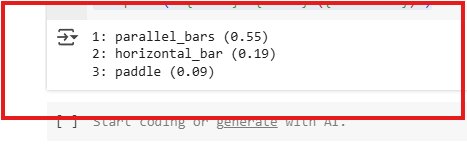 1: parallel_bars (0.55)
2: horizontal_bar (0.19)
3: paddle (0.09)
[ ] Start coding or generate with AI.